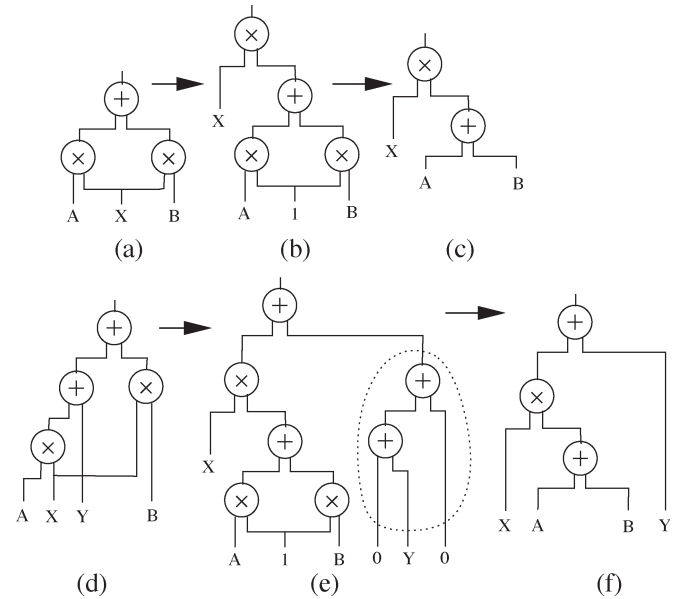 ×
× + ×
+
X
× × × × X +
A B
A X B A 1 B
(a) (b) (c)
+
+ +
+ × × + ×
X + + +
× × ×
A X Y B X A B Y
A 1 B 0 Y 0
(d) (e) (f)